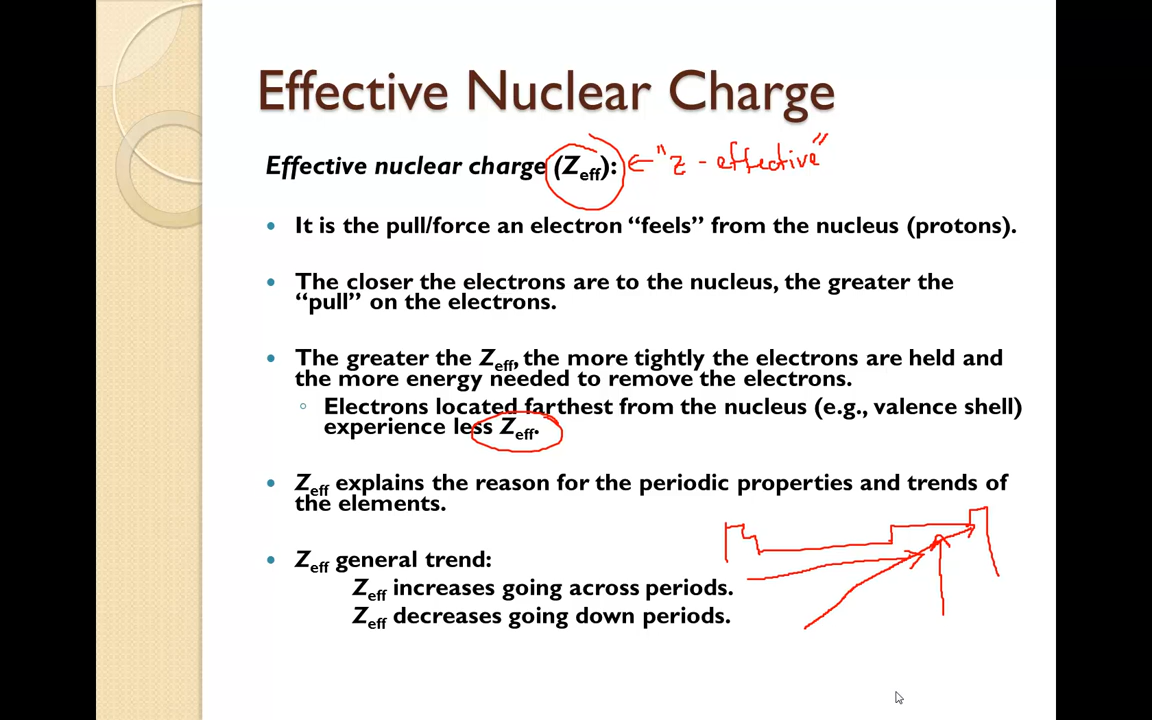 Effective Nuclear Charge
Effective nuclear charge (Zeff): ← "z - effective"
• It is the pull/force an electron “feels” from the nucleus (protons).
• The closer the electrons are to the nucleus, the greater the
“pull” on the electrons.
• The greater the Zeff, the more tightly the electrons are held and
the more energy needed to remove the electrons.
◦ Electrons located farthest from the nucleus (e.g., valence shell)
experience less Zeff.
• Zeff explains the reason for the periodic properties and trends of
the elements.
• Zeff general trend:
Zeff increases going across periods.
Zeff decreases going down periods.